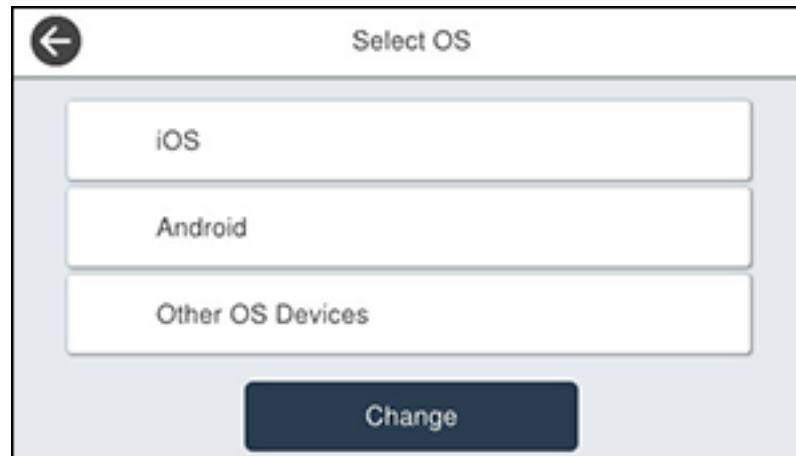 Select OS
iOS
Android
Other OS Devices
Change